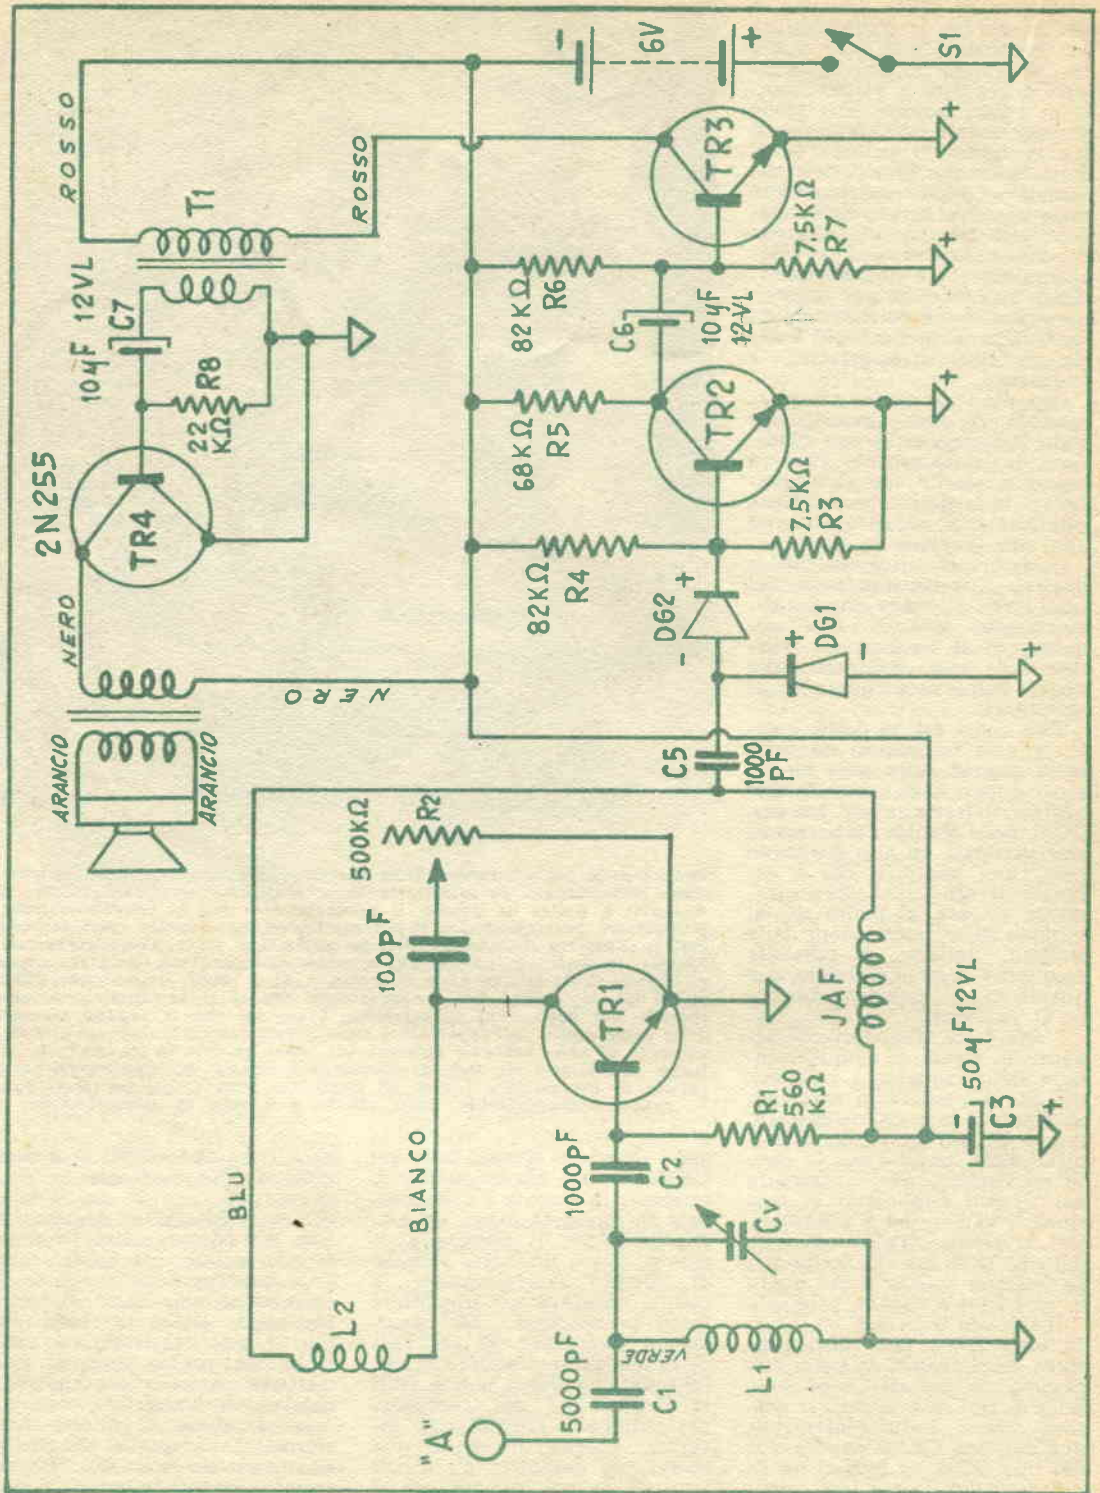 "A"
5000pF
C1
VERDE
L1
L2
BLU
BIANCO
Cv
1000pF
C2
R1
560
KΩ
TR1
100pF
500KΩ
R2
JAF
50µF 12VL
-
C3
+
C5
1000
PF
ARANCIO
ARANCIO
NERO
NERO
DG1
+
-
+
DG2
-
+
82KΩ
R4
7.5KΩ
R3
68KΩ
R5
TR2
+
2N255
TR4
22
KΩ
R8
10µF 12VL
C7
T1
ROSSO
ROSSO
C6
10µF
12VL
82KΩ
R6
7.5KΩ
R7
+
TR3
+
-
6V
+
S1